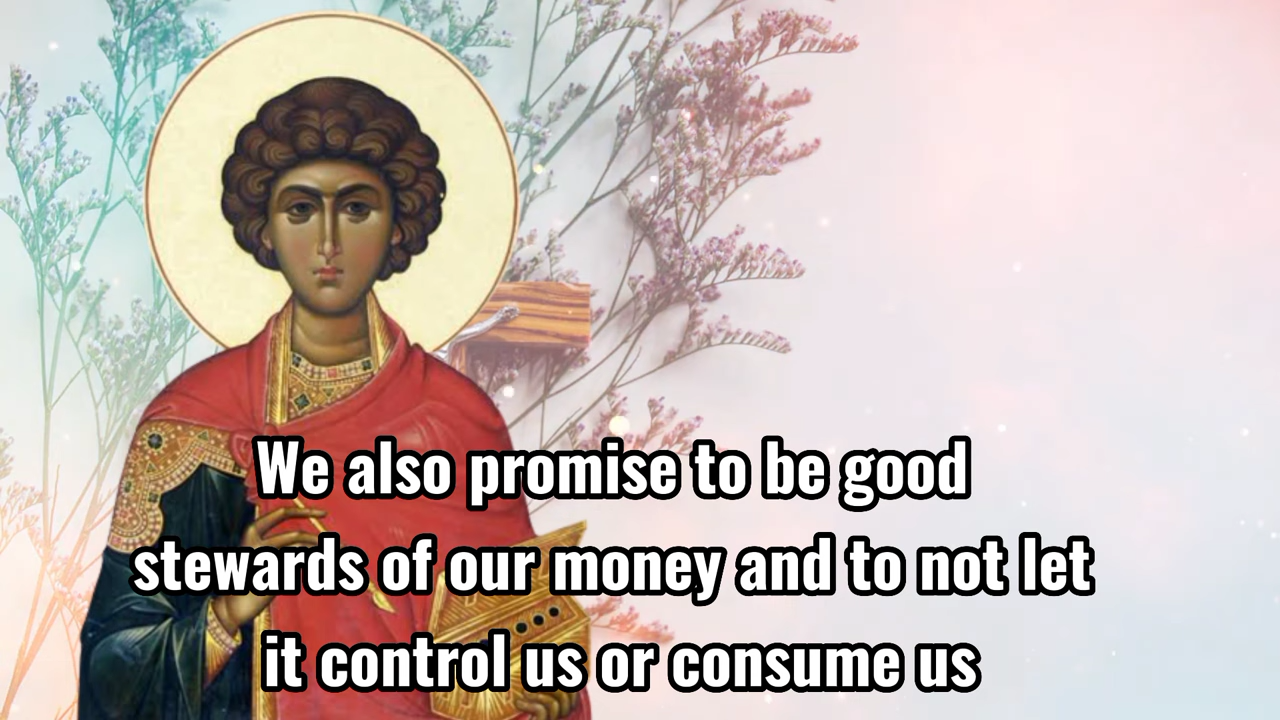 We also promise to be good
stewards of our money and to not let
it control us or consume us